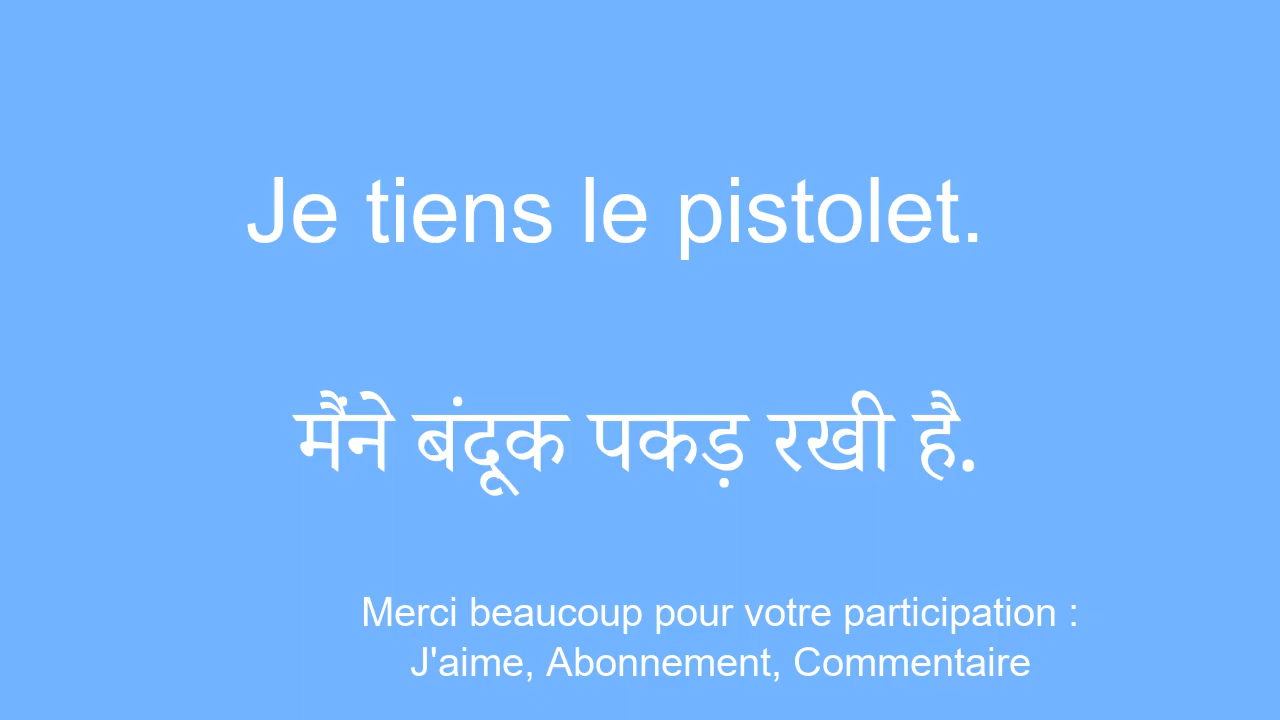 Je tiens le pistolet.
मैंने बंदूक पकड़ रखी है.
Merci beaucoup pour votre participation :
J'aime, Abonnement, Commentaire